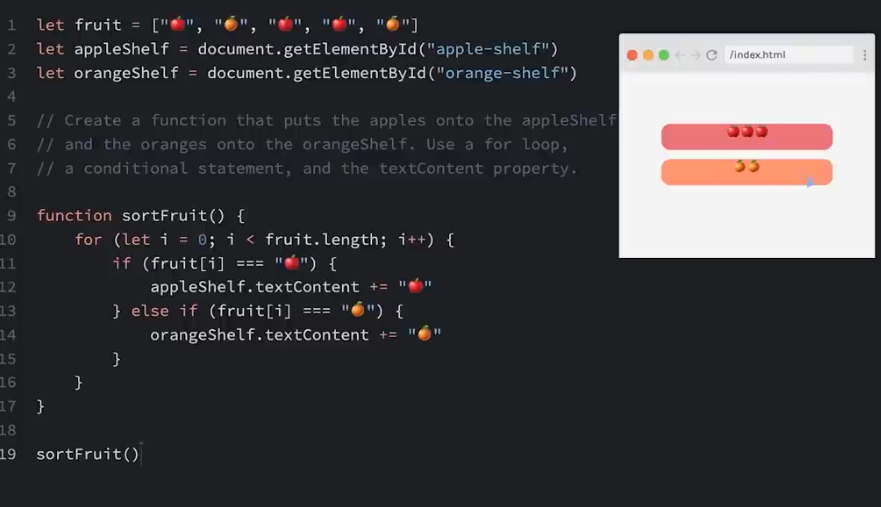 1 let fruit = ["🍎", "🍊", "🍎", "🍎", "🍊"]
2 let appleShelf = document.getElementById("apple-shelf")
3 let orangeShelf = document.getElementById("orange-shelf")
4
5 // Create a function that puts the apples onto the appleShelf
6 // and the oranges onto the orangeShelf. Use a for loop,
7 // a conditional statement, and the textContent property.
8
9 function sortFruit() {
10     for (let i = 0; i < fruit.length; i++) {
11         if (fruit[i] === "🍎") {
12             appleShelf.textContent += "🍎"
13         } else if (fruit[i] === "🍊") {
14             orangeShelf.textContent += "🍊"
15         }
16     }
17 }
18
19 sortFruit()
/index.html
🍎🍎🍎
🍊🍊